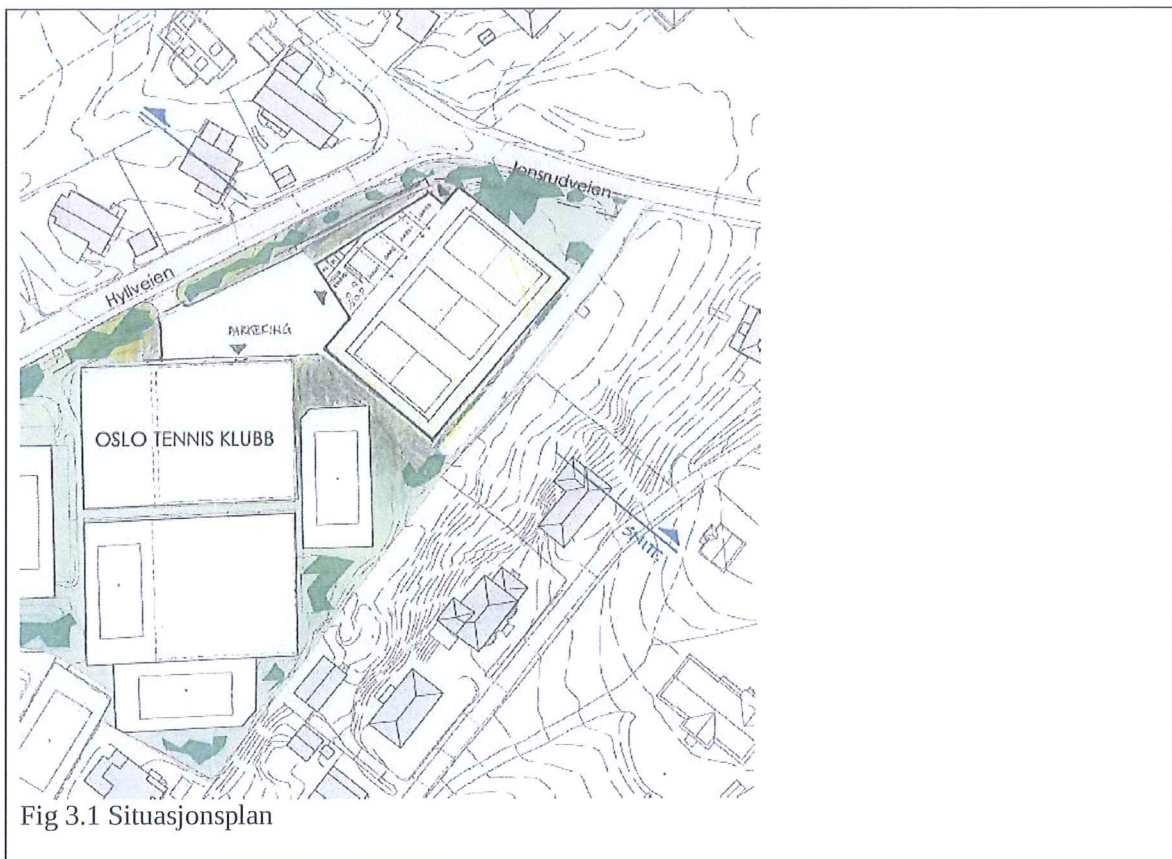 Jonsrudveien
Hyllveien
PARKERING
OSLO TENNIS KLUBB
SNITT
Fig 3.1 Situasjonsplan